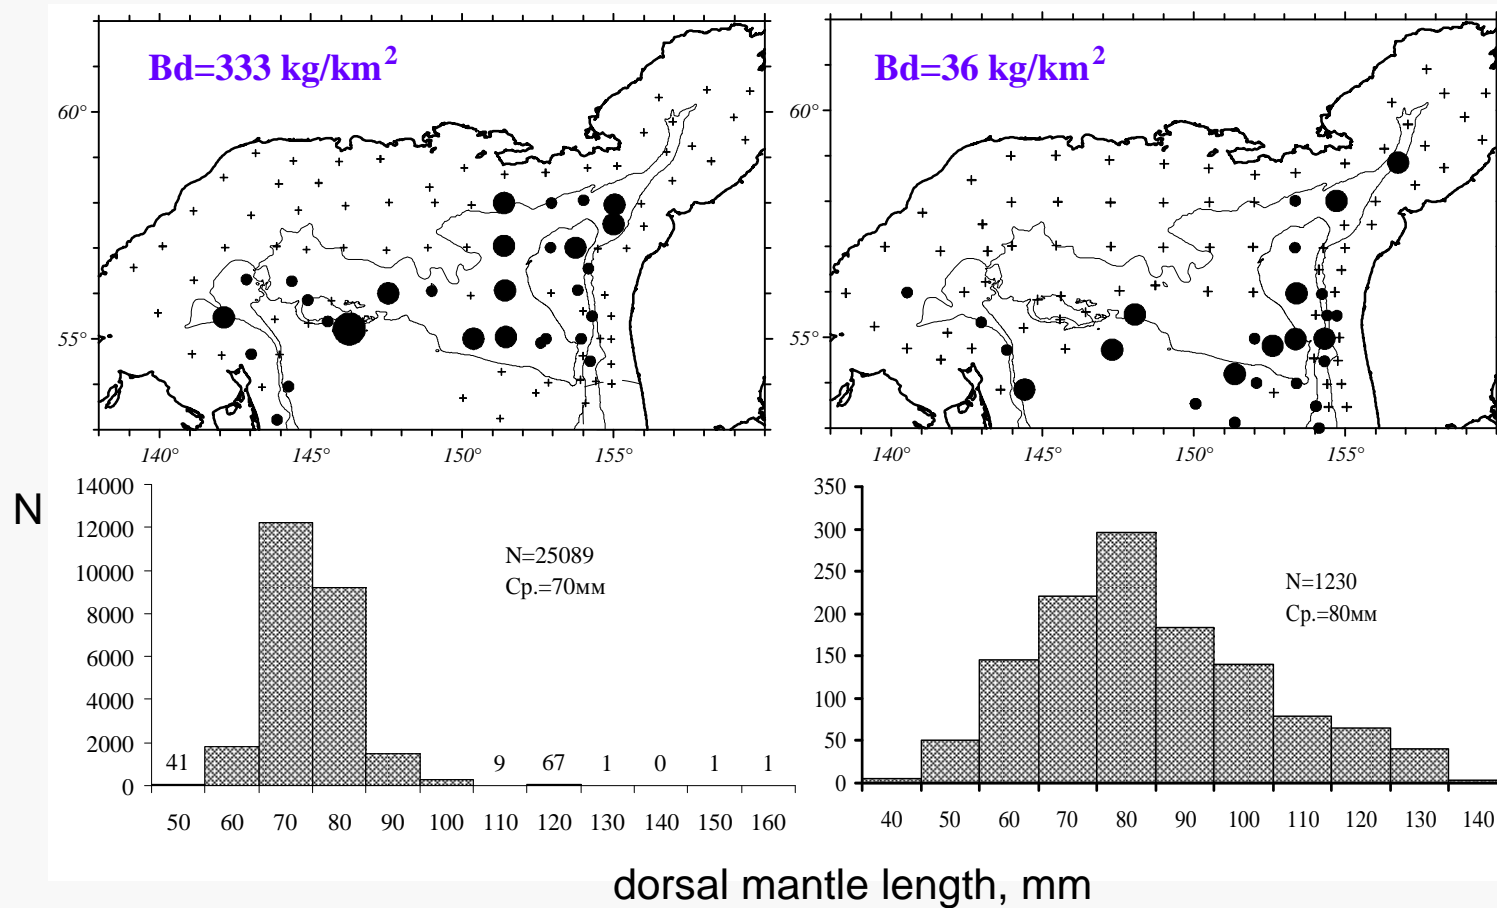 Bd=333 kg/km²
60°
55°
140° 145° 150° 155°
Bd=36 kg/km²
60°
55°
140° 145° 150° 155°
N
14000
12000
10000
8000
6000
4000
2000
0
N=25089
Ср.=70мм
41 9 67 1 0 1 1
50 60 70 80 90 100 110 120 130 140 150 160
350
300
250
200
150
100
50
0
N=1230
Ср.=80мм
40 50 60 70 80 90 100 110 120 130 140
dorsal mantle length, mm